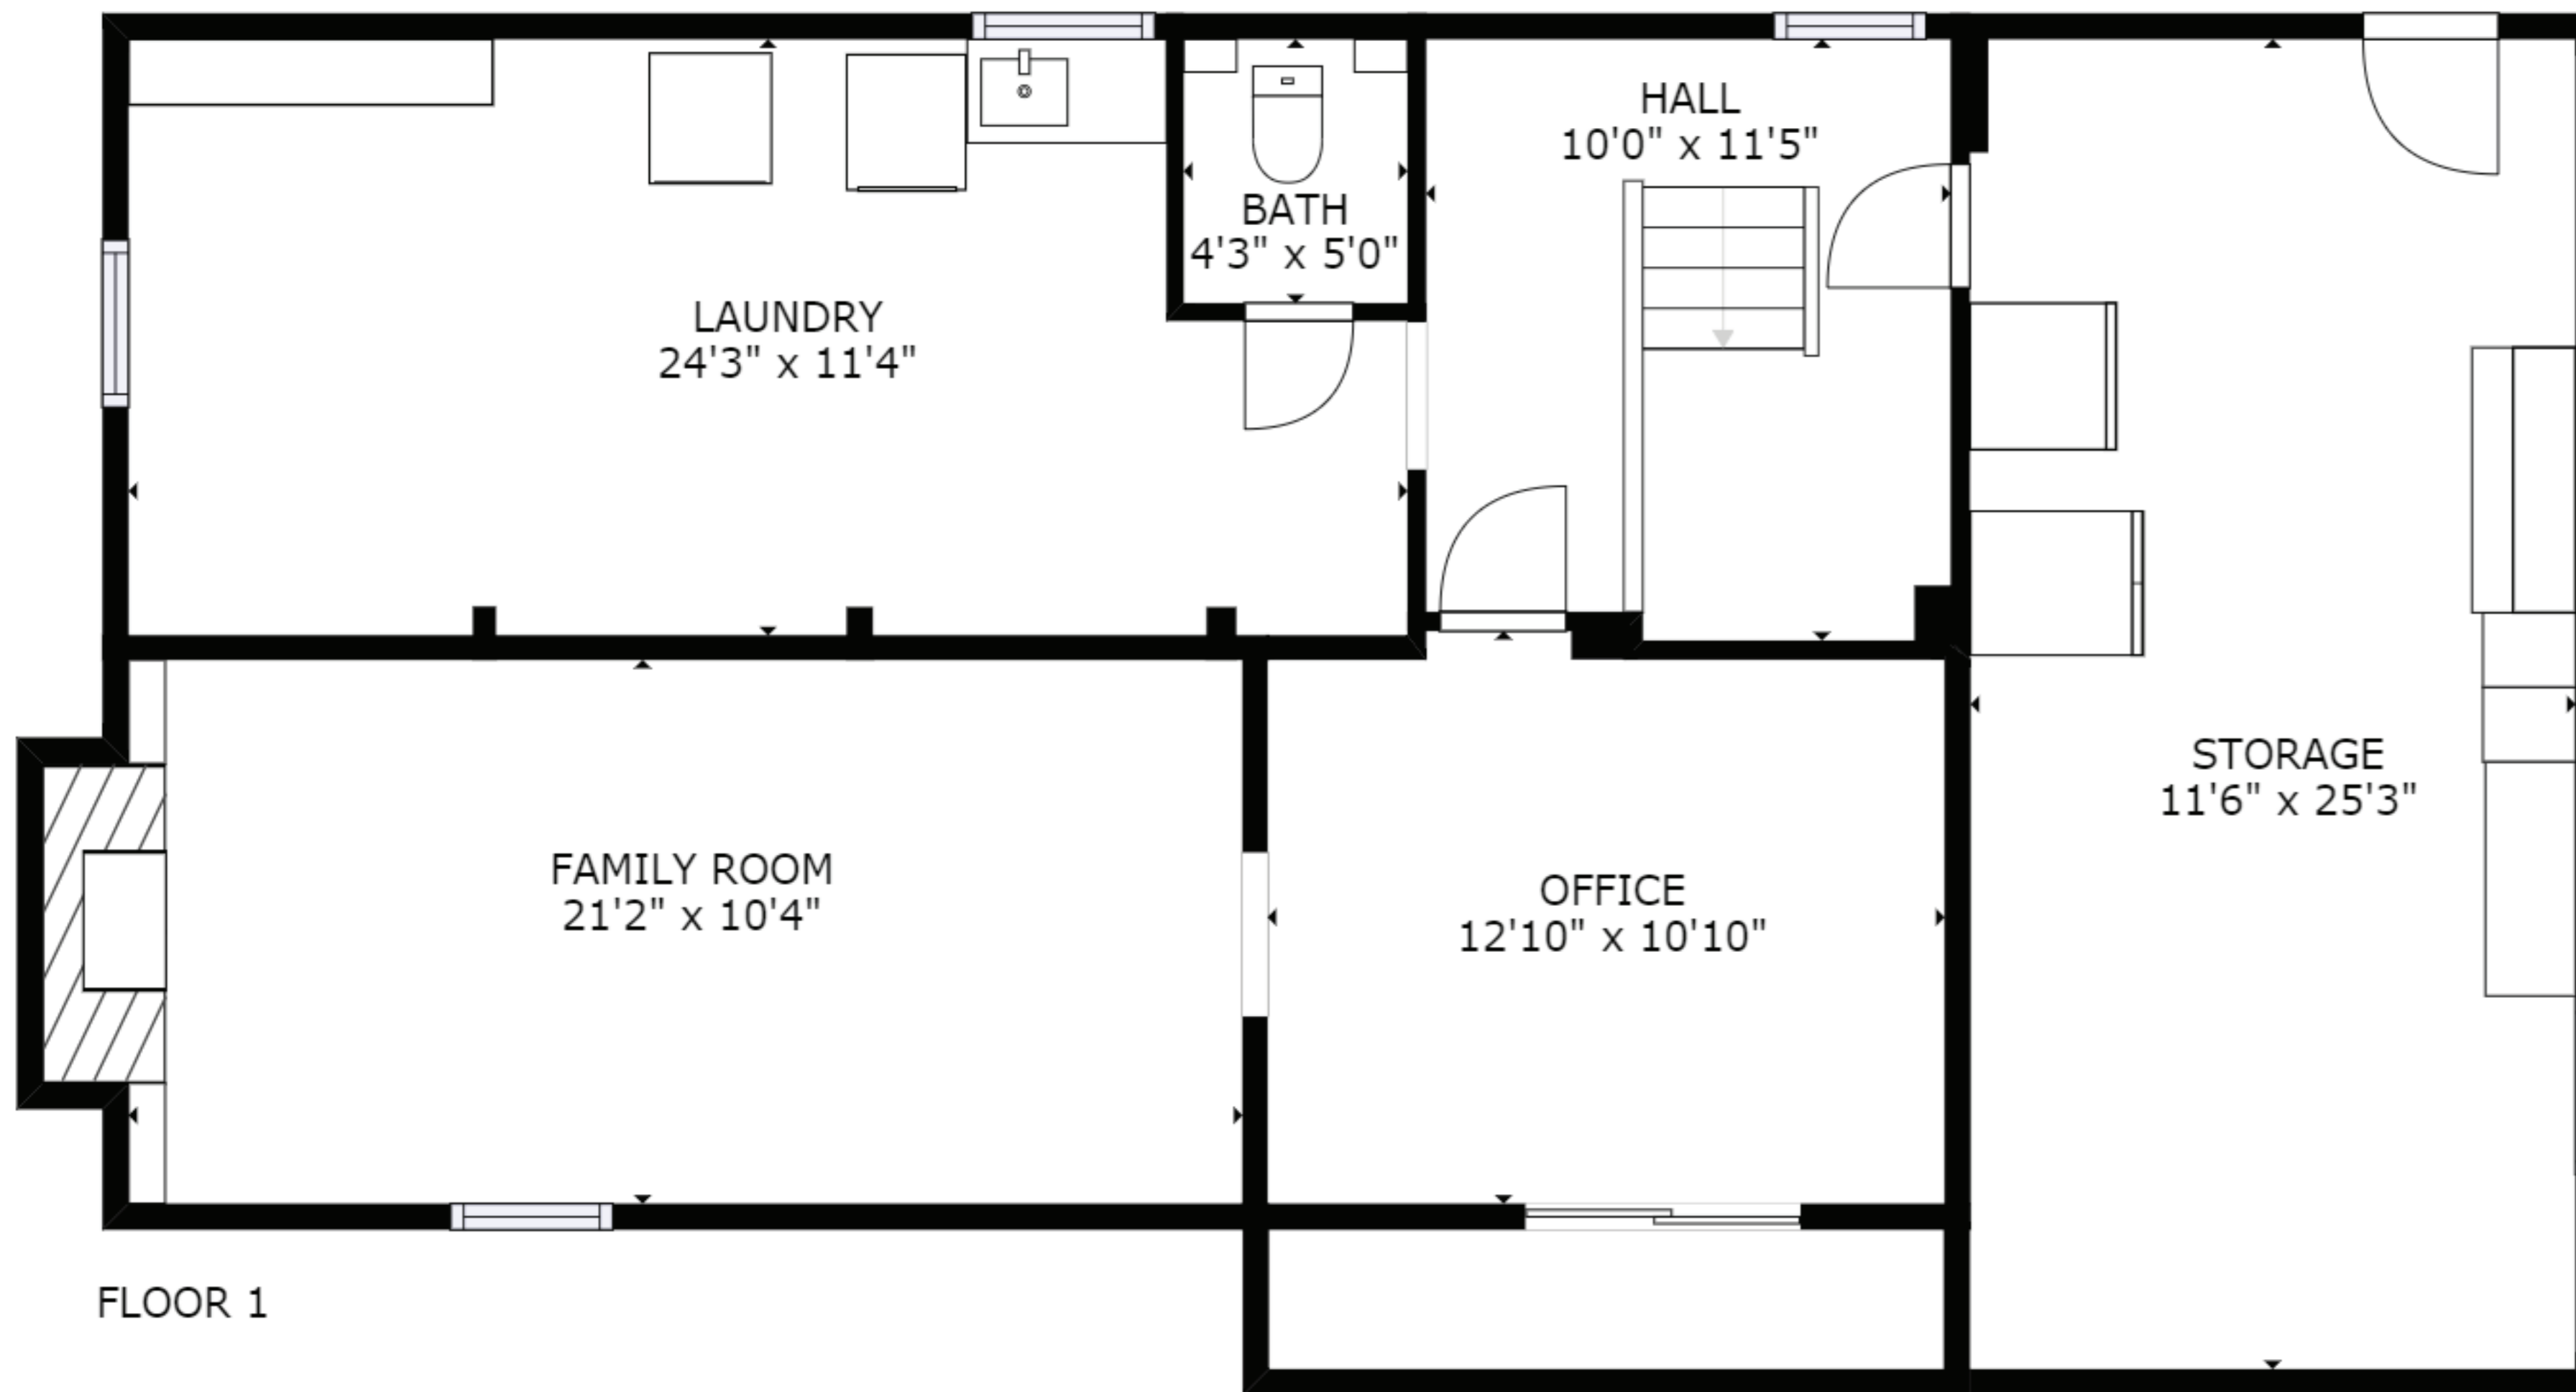 HALL
10'0" x 11'5"
BATH
4'3" x 5'0"
LAUNDRY
24'3" x 11'4"
STORAGE
11'6" x 25'3"
FAMILY ROOM
21'2" x 10'4"
OFFICE
12'10" x 10'10"
FLOOR 1